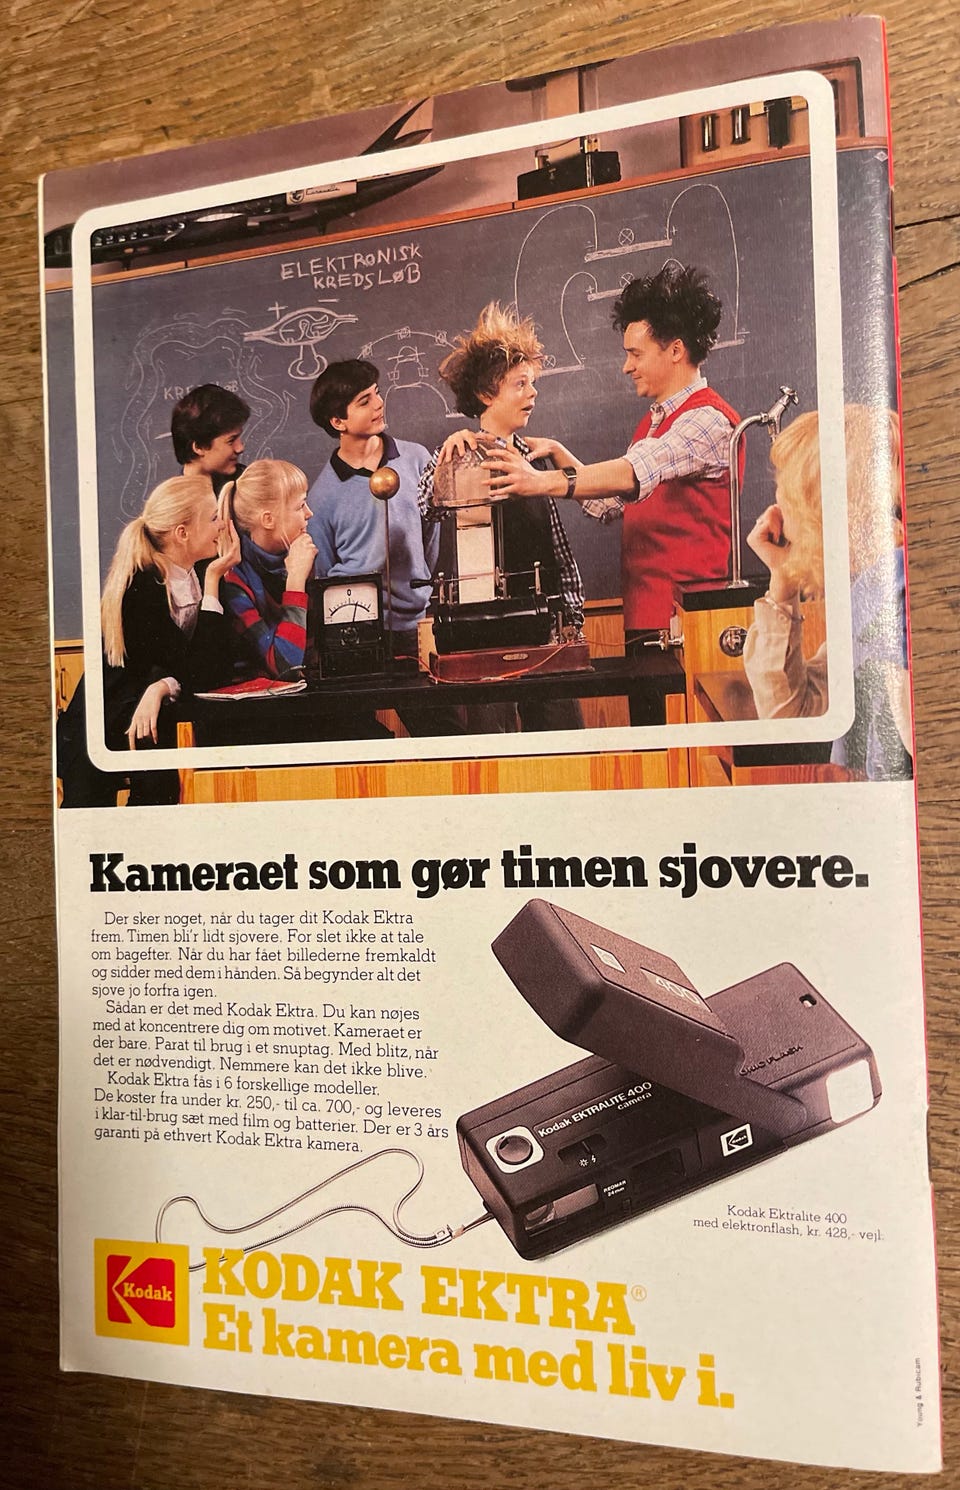 ELEKTRONISK
KREDSLØB
Kameraet som gør timen sjovere.
Der sker noget, når du tager dit Kodak Ektra
frem. Timen bli'r lidt sjovere. For slet ikke at tale
om bagefter. Når du har fået billederne fremkaldt
og sidder med dem i hånden. Så begynder alt det
sjove jo forfra igen.
Sådan er det med Kodak Ektra. Du kan nøjes
med at koncentrere dig om motivet. Kameraet er
der bare. Parat til brug i et snuptag. Med blitz, når
det er nødvendigt. Nemmere kan det ikke blive.
Kodak Ektra fås i 6 forskellige modeller.
De koster fra under kr. 250,- til ca. 700,- og leveres
i klar-til-brug sæt med film og batterier. Der er 3 års
garanti på ethvert Kodak Ektra kamera.
400
Kodak EKTRALITE 400
camera
REOMAR
24mm
Kodak
Kodak Ektralite 400
med elektronflash, kr. 428,- vejl.
Kodak
KODAK EKTRA®
Et kamera med liv i.
Young & Rubicam